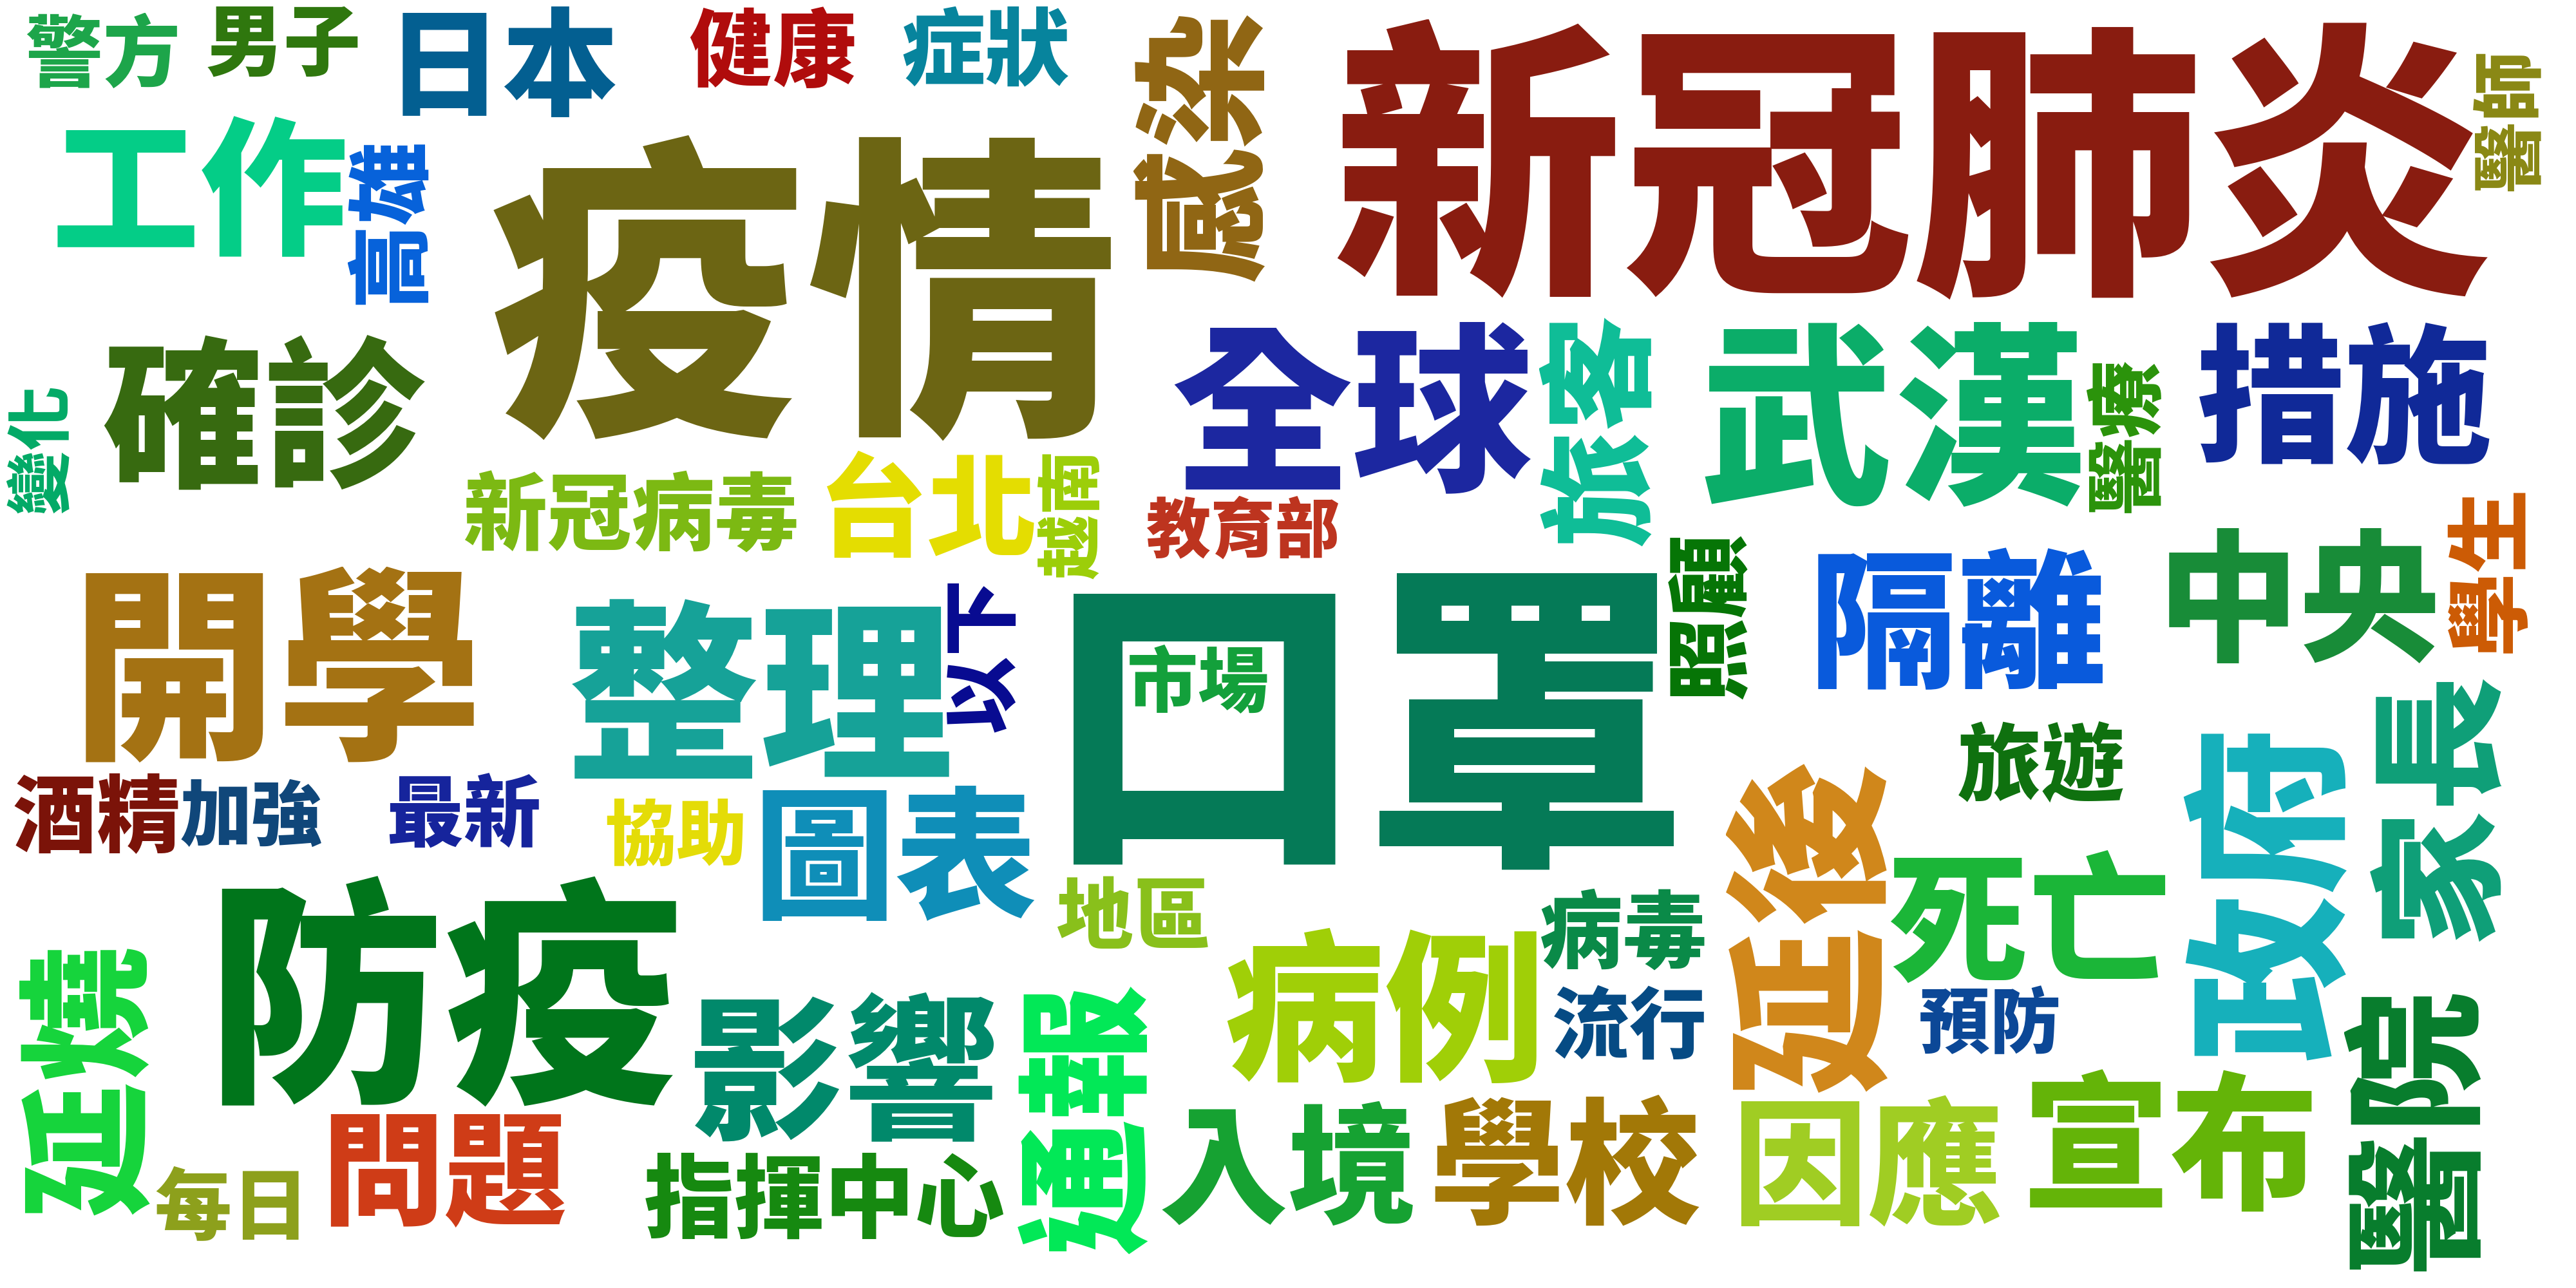 警方
男子
日本
健康
症狀
感染
新冠肺炎
醫師
工作
高雄
疫情
全球
旅客
武漢
醫療
措施
變化
確診
新冠病毒
台北
越南
教育部
照顧
隔離
中央
學生
開學
整理
以下
口罩
市場
旅遊
政府
家長
酒精
加強
最新
協助
圖表
地區
延後
死亡
病毒
防疫
延燒
影響
通報
病例
流行
預防
醫院
每日
問題
指揮中心
入境
學校
因應
宣布